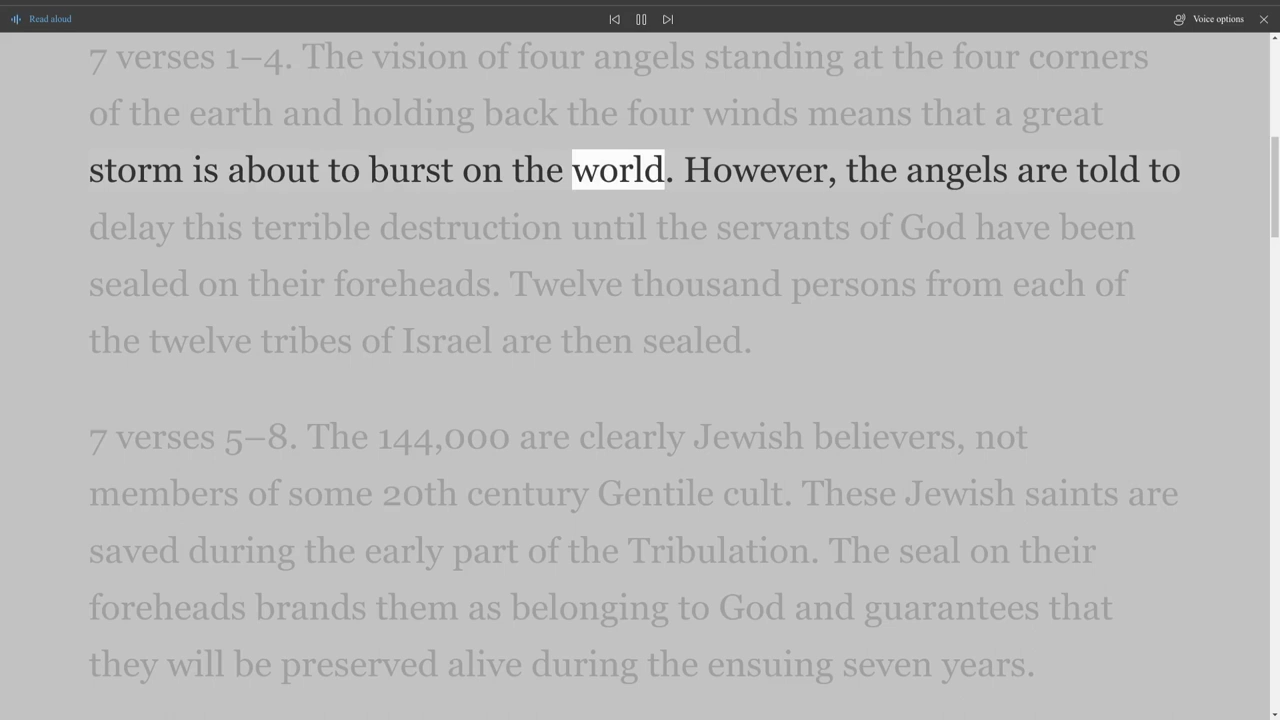 Read aloud
Voice options
7 verses 1–4. The vision of four angels standing at the four corners
of the earth and holding back the four winds means that a great
storm is about to burst on the world. However, the angels are told to
delay this terrible destruction until the servants of God have been
sealed on their foreheads. Twelve thousand persons from each of
the twelve tribes of Israel are then sealed.
7 verses 5–8. The 144,000 are clearly Jewish believers, not
members of some 20th century Gentile cult. These Jewish saints are
saved during the early part of the Tribulation. The seal on their
foreheads brands them as belonging to God and guarantees that
they will be preserved alive during the ensuing seven years.